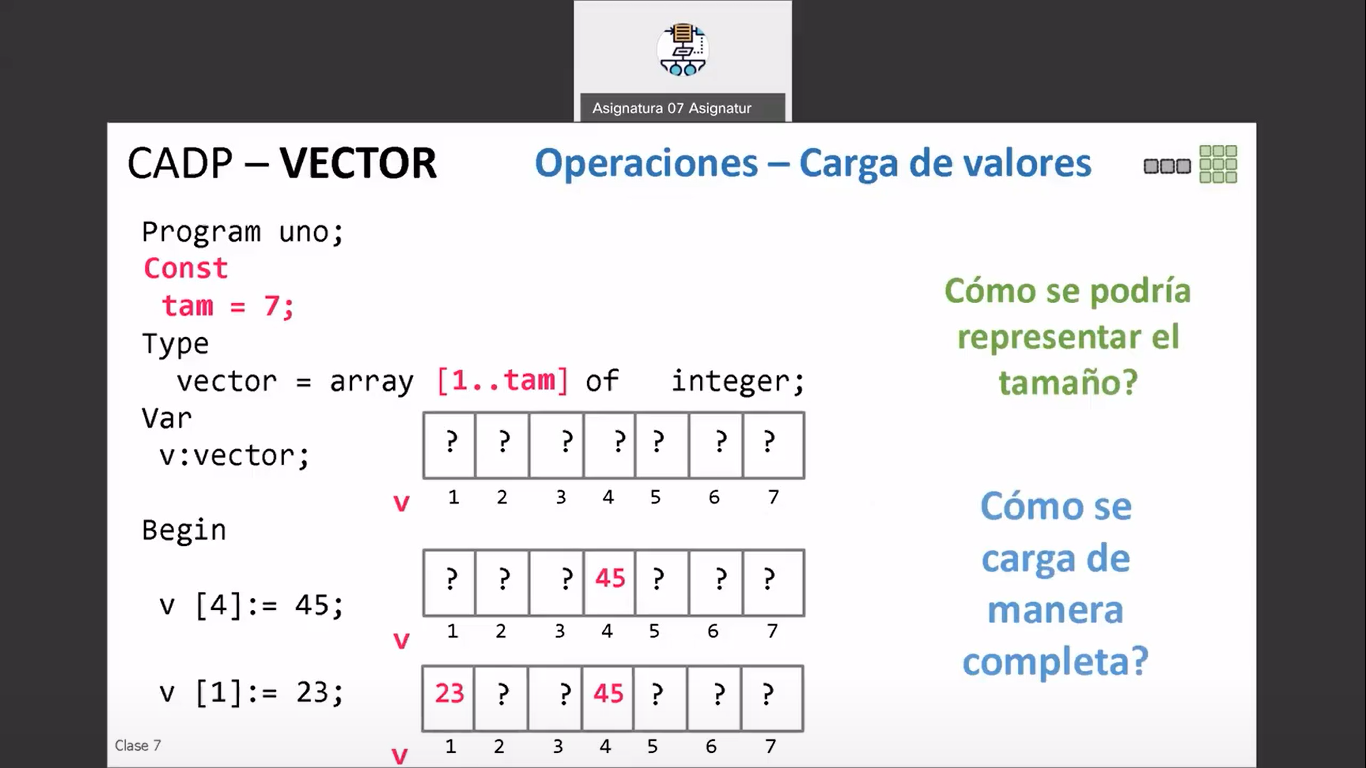 Asignatura 07 Asignatur
CADP – VECTOR
Operaciones – Carga de valores
Program uno;
Const
tam = 7;
Type
vector = array [1..tam] of integer;
Var
v:vector;
? ? ? ? ? ? ?
v 1 2 3 4 5 6 7
Begin
v [4]:= 45;
? ? ? 45 ? ? ?
v 1 2 3 4 5 6 7
v [1]:= 23;
23 ? ? 45 ? ? ?
v 1 2 3 4 5 6 7
Cómo se podría
representar el
tamaño?
Cómo se
carga de
manera
completa?
Clase 7